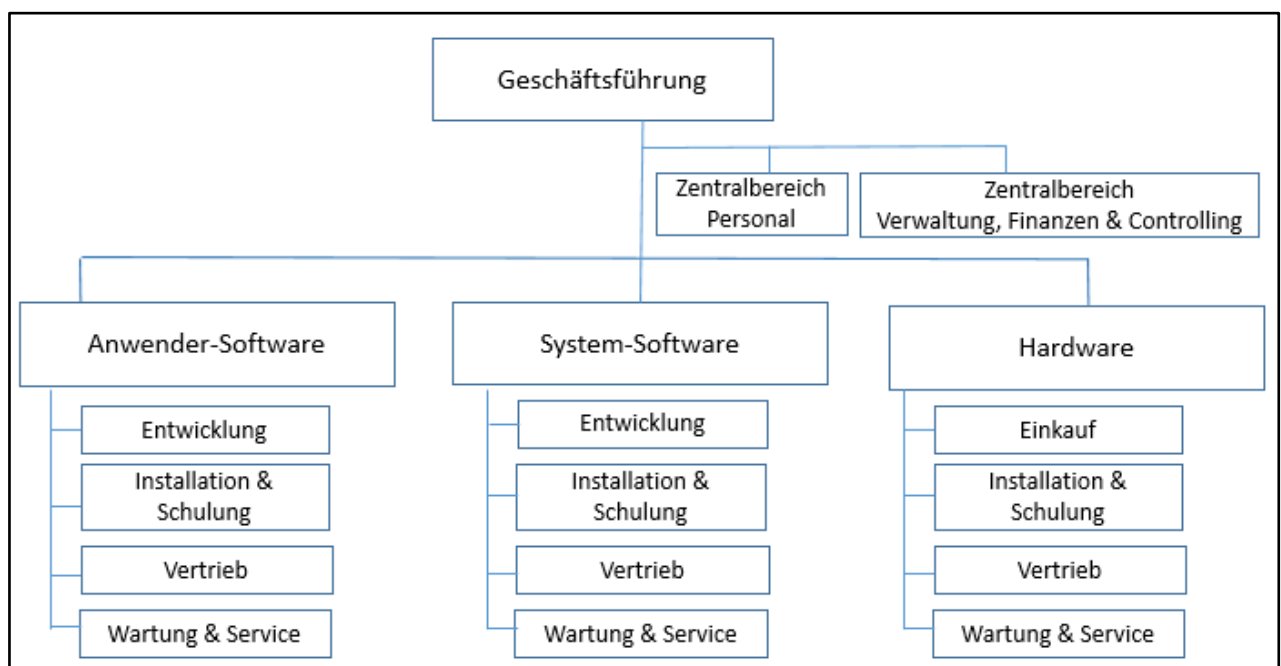 Geschäftsführung
Zentralbereich
Personal
Zentralbereich
Verwaltung, Finanzen & Controlling
Anwender-Software
System-Software
Hardware
Entwicklung
Installation &
Schulung
Vertrieb
Wartung & Service
Entwicklung
Installation &
Schulung
Vertrieb
Wartung & Service
Einkauf
Installation &
Schulung
Vertrieb
Wartung & Service